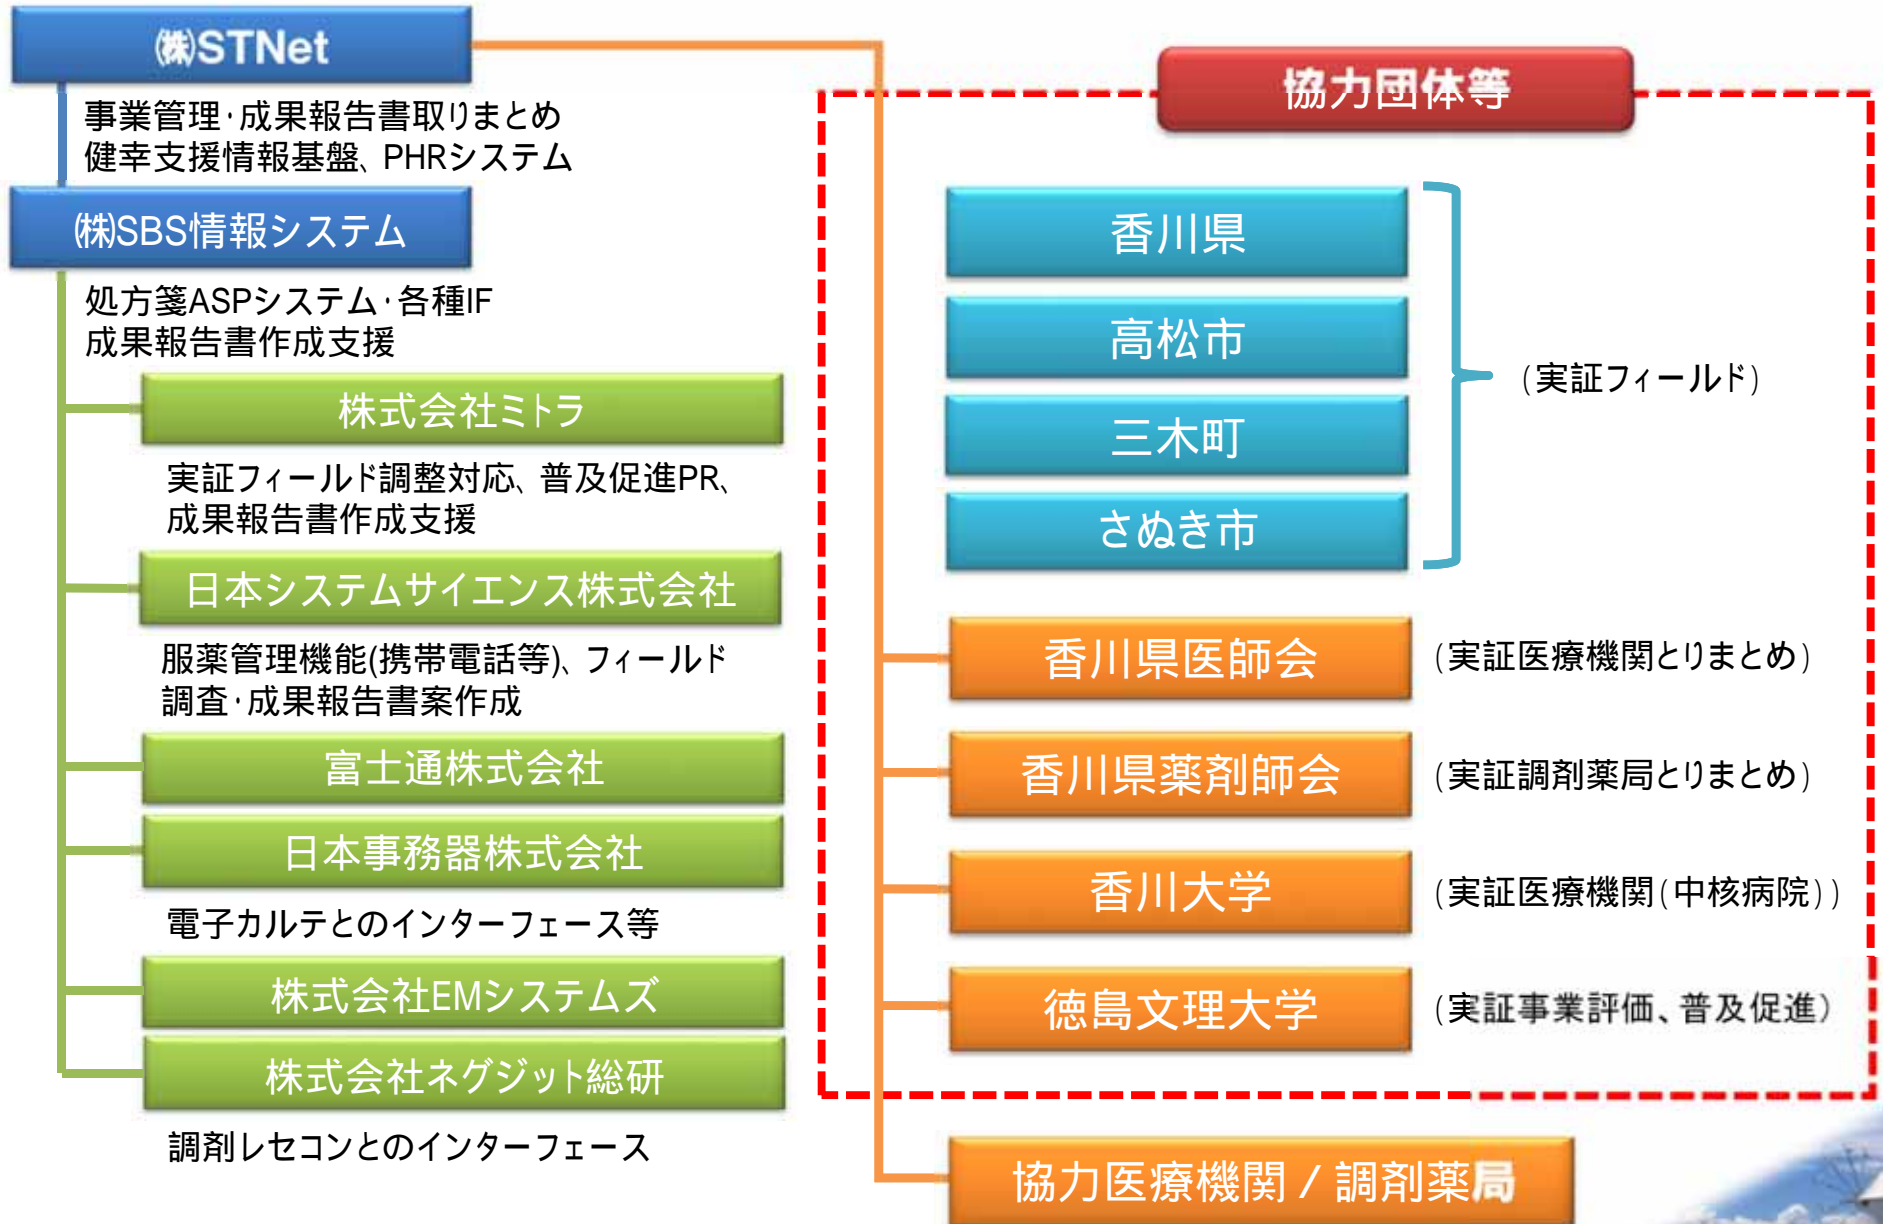 ㈱STNet
事業管理・成果報告書取りまとめ
健幸支援情報基盤、PHRシステム
㈱SBS情報システム
処方箋ASPシステム・各種IF
成果報告書作成支援
株式会社ミトラ
実証フィールド調整対応、普及促進PR、
成果報告書作成支援
日本システムサイエンス株式会社
服薬管理機能(携帯電話等)、フィールド
調査・成果報告書案作成
富士通株式会社
日本事務器株式会社
電子カルテとのインターフェース等
株式会社EMシステムズ
株式会社ネグジット総研
調剤レセコンとのインターフェース
協力団体等
香川県
高松市
三木町
さぬき市
(実証フィールド)
香川県医師会
(実証医療機関とりまとめ)
香川県薬剤師会
(実証調剤薬局とりまとめ)
香川大学
(実証医療機関(中核病院))
徳島文理大学
(実証事業評価、普及促進)
協力医療機関/調剤薬局